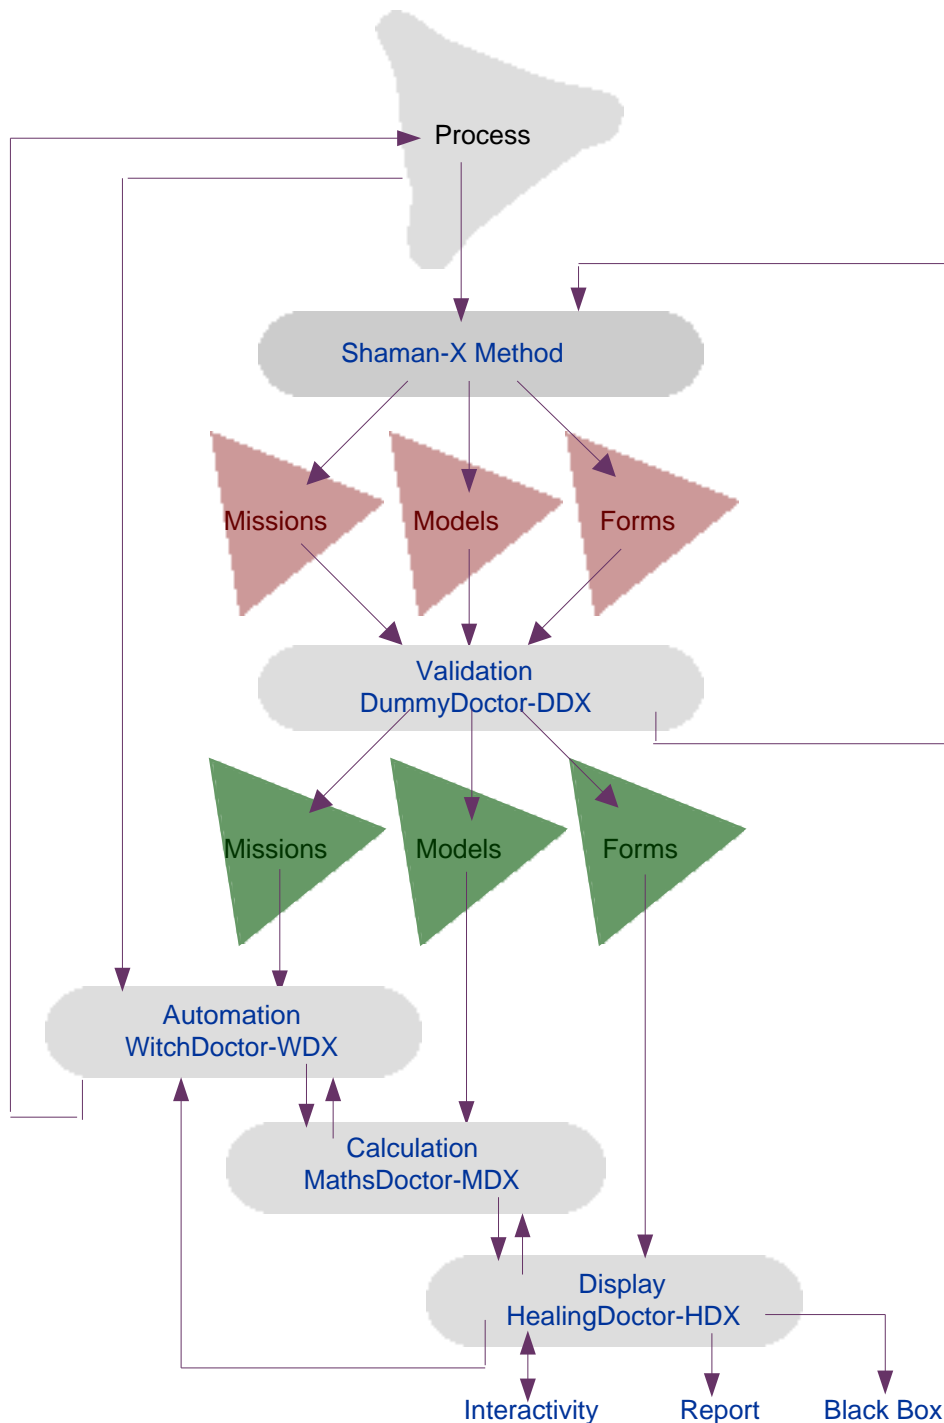 Process
Shaman-X Method
Missions
Models
Forms
Validation
DummyDoctor-DDX
Missions
Models
Forms
Automation
WitchDoctor-WDX
Calculation
MathsDoctor-MDX
Display
HealingDoctor-HDX
Interactivity
Report
Black Box